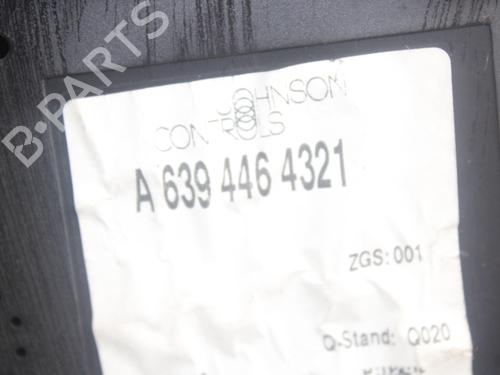 B-PARTS
JOHNSON
CONTROLS
A 639 446 4321
ZGS: 001
Q-Stand: Q020